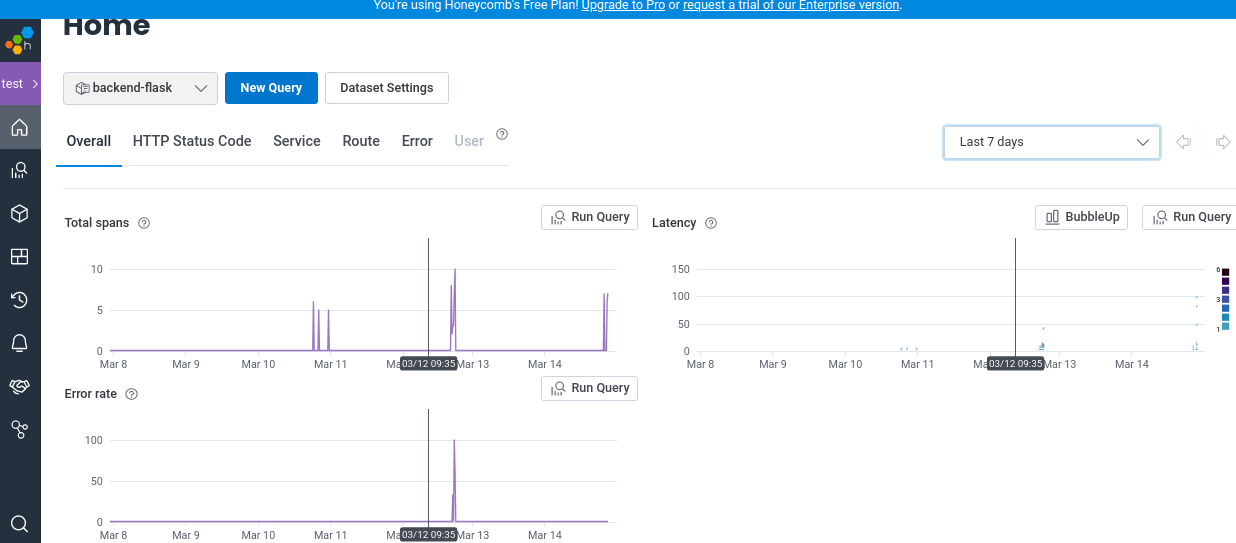 You're using Honeycomb's Free Plan! Upgrade to Pro or request a trial of our Enterprise version.
Home
h
test
backend-flask
New Query
Dataset Settings
Overall HTTP Status Code Service Route Error User ?
Last 7 days
Total spans ? Run Query
10
5
0
Mar 8 Mar 9 Mar 10 Mar 11 Ma 03/12 09:35 Mar 13 Mar 14
Latency ? BubbleUp Run Query
150
100
50
0
6
3
1
Mar 8 Mar 9 Mar 10 Mar 11 Ma 03/12 09:35 Mar 13 Mar 14
Error rate ? Run Query
100
50
0
Mar 8 Mar 9 Mar 10 Mar 11 Ma 03/12 09:35 Mar 13 Mar 14